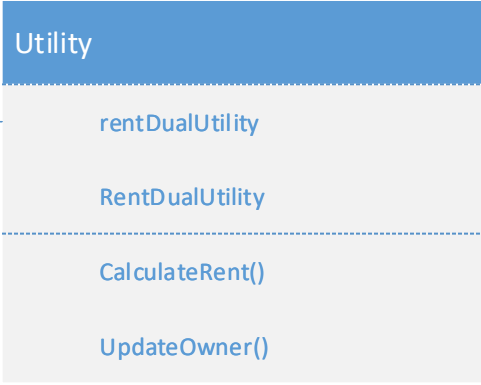 Utility
rentDualUtility
RentDualUtility
CalculateRent()
UpdateOwner()